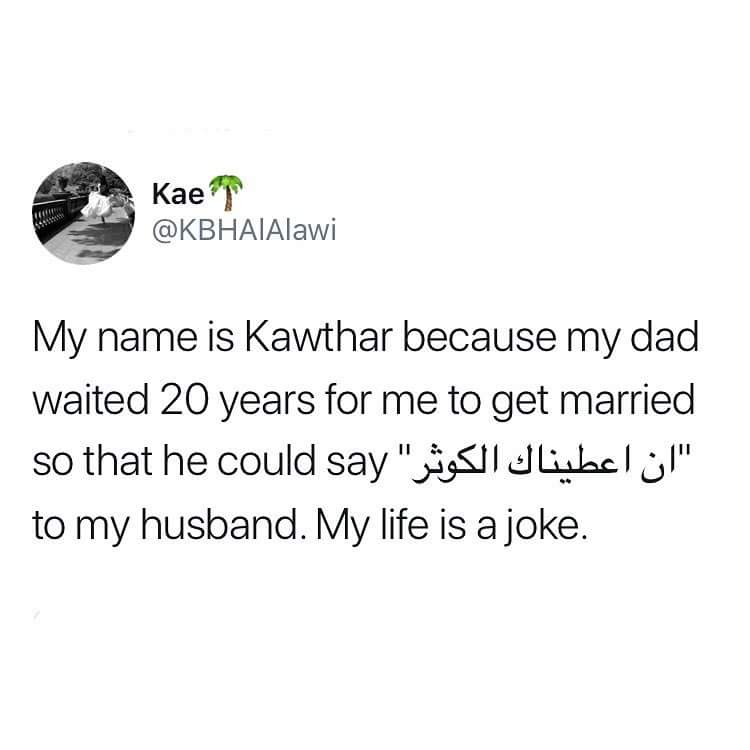 Kae🌴
@KBHAlAlawi
My name is Kawthar because my dad
waited 20 years for me to get married
so that he could say "ان اعطيناك الكوثر"
to my husband. My life is a joke.